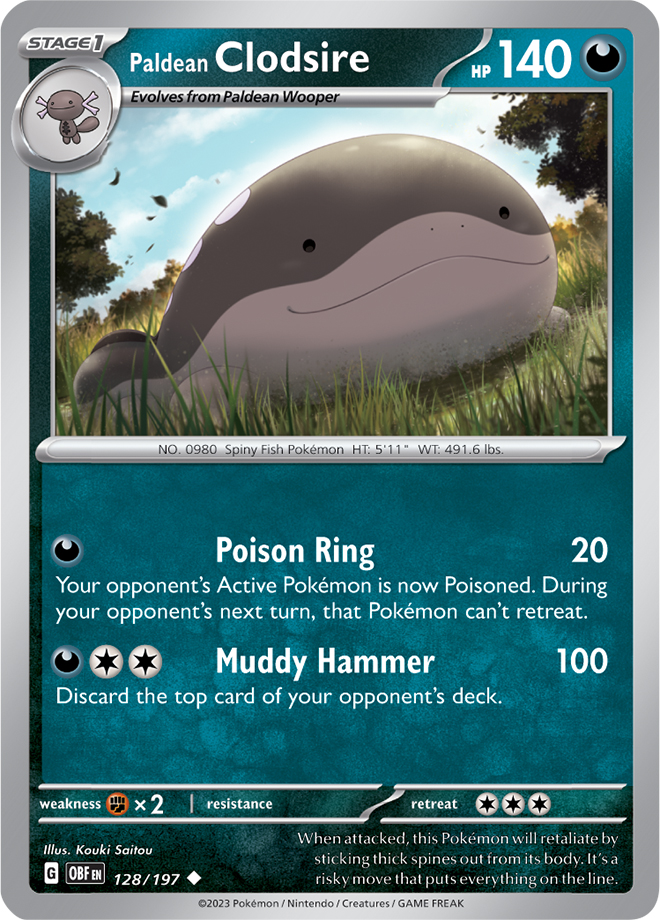 STAGE 1
Paldean Clodsire
HP 140
Evolves from Paldean Wooper
NO. 0980 Spiny Fish Pokémon HT: 5'11" WT: 491.6 lbs.
Poison Ring 20
Your opponent's Active Pokémon is now Poisoned. During
your opponent's next turn, that Pokémon can't retreat.
Muddy Hammer 100
Discard the top card of your opponent's deck.
weakness ×2 resistance retreat
Illus. Kouki Saitou
G OBF EN 128/197
When attacked, this Pokémon will retaliate by
sticking thick spines out from its body. It's a
risky move that puts everything on the line.
©2023 Pokémon / Nintendo / Creatures / GAME FREAK